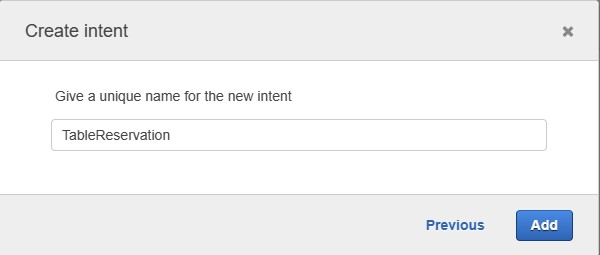 Create intent
Give a unique name for the new intent
TableReservation
Previous Add